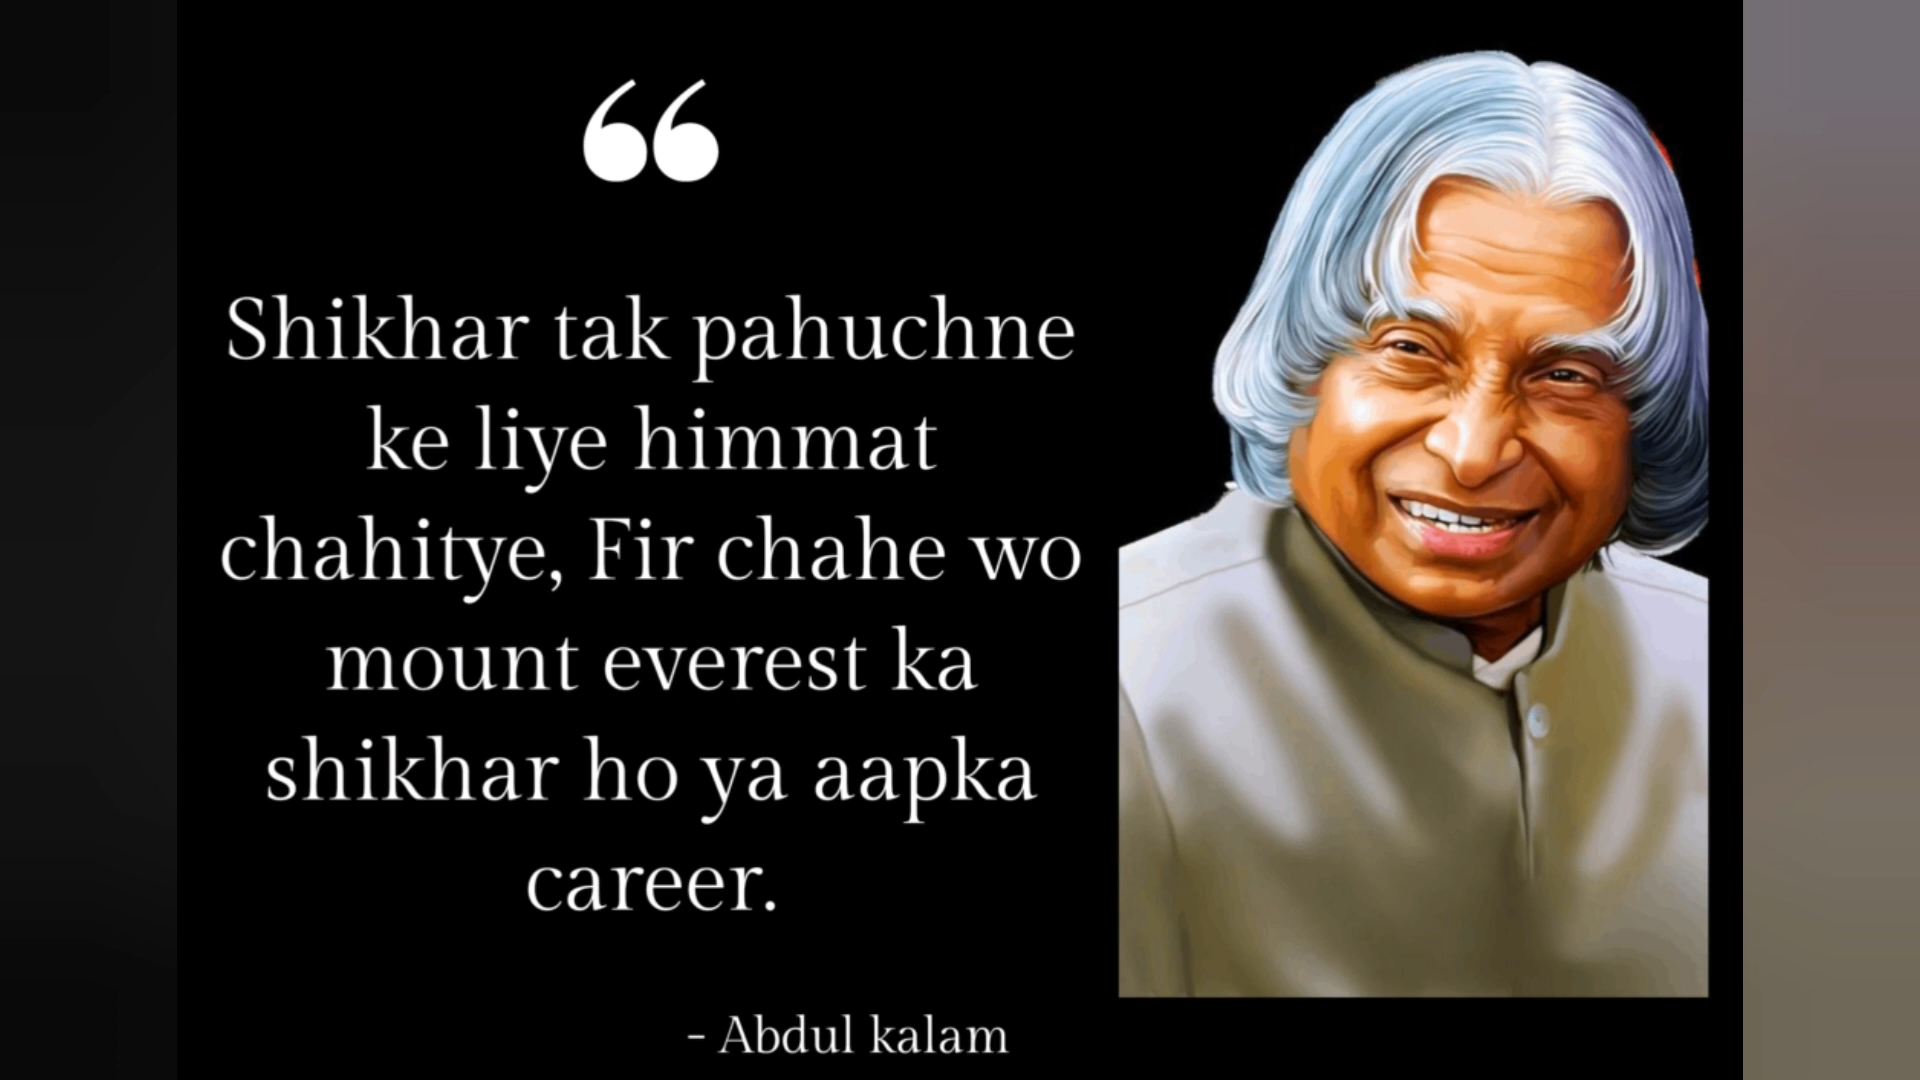 “
Shikhar tak pahuchne
ke liye himmat
chahitye, Fir chahe wo
mount everest ka
shikhar ho ya aapka
career.
- Abdul kalam